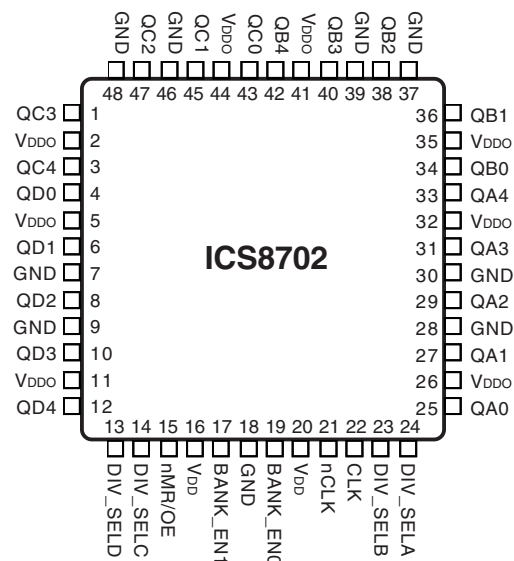 GND QC2 GND QC1 VDDO QC0 QB4 VDDO QB3 GND QB2 GND
48 47 46 45 44 43 42 41 40 39 38 37
QC3 1 36 QB1
VDDO 2 35 VDDO
QC4 3 34 QB0
QD0 4 33 QA4
VDDO 5 32 VDDO
QD1 6 31 QA3
ICS8702
GND 7 30 GND
QD2 8 29 QA2
GND 9 28 GND
QD3 10 27 QA1
VDDO 11 26 VDDO
QD4 12 25 QA0
13 14 15 16 17 18 19 20 21 22 23 24
DIV_SELD DIV_SELC nMR/OE VDD BANK_EN1 GND BANK_EN0 VDD nCLK CLK DIV_SELB DIV_SELA